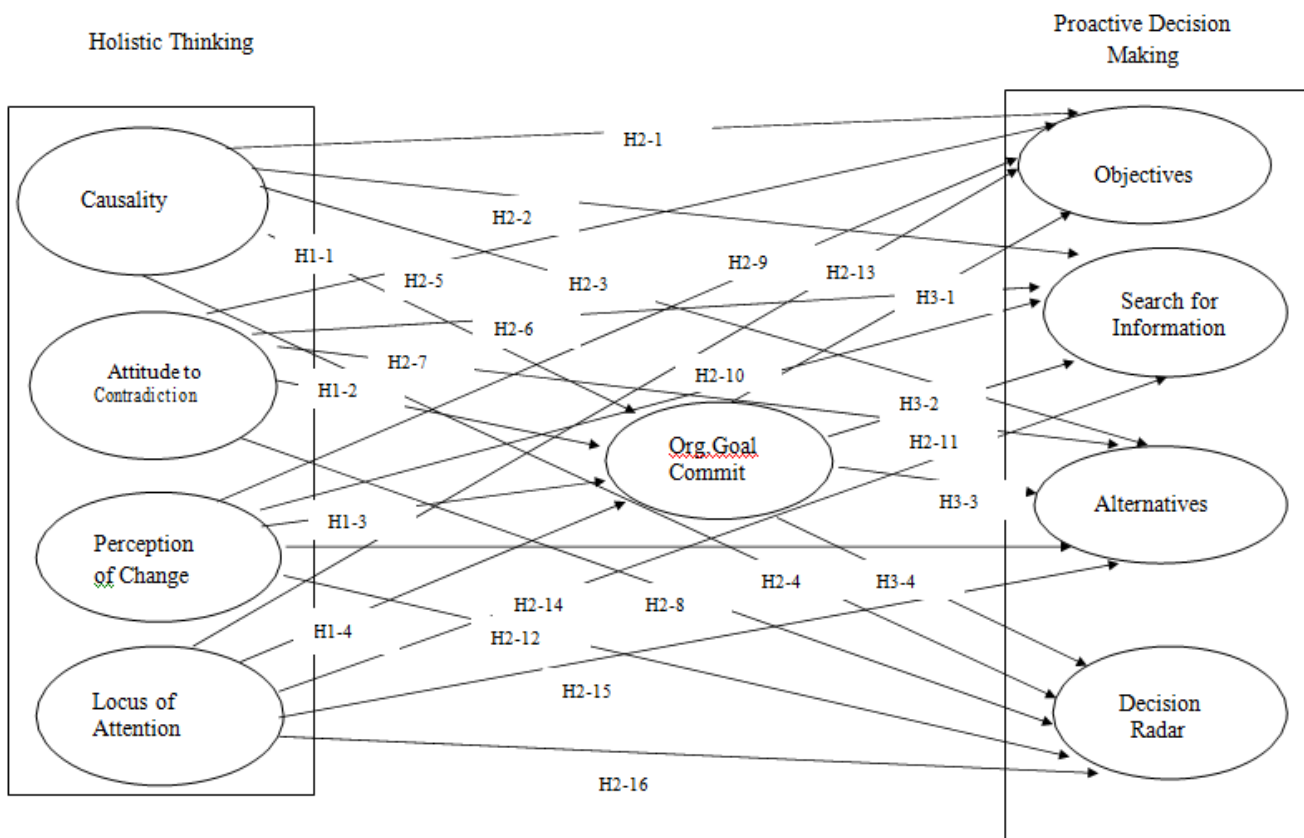 Holistic Thinking
Proactive Decision
Making
Causality
Attitude to
Contradiction
Perception
of Change
Locus of
Attention
Org.Goal
Commit
Objectives
Search for
Information
Alternatives
Decision
Radar
H2-1
H2-2
H1-1
H2-9
H2-13
H2-5
H2-3
H3-1
H2-6
H2-7
H2-10
H1-2
H3-2
H2-11
H3-3
H1-3
H2-4
H3-4
H2-14
H2-8
H1-4
H2-12
H2-15
H2-16